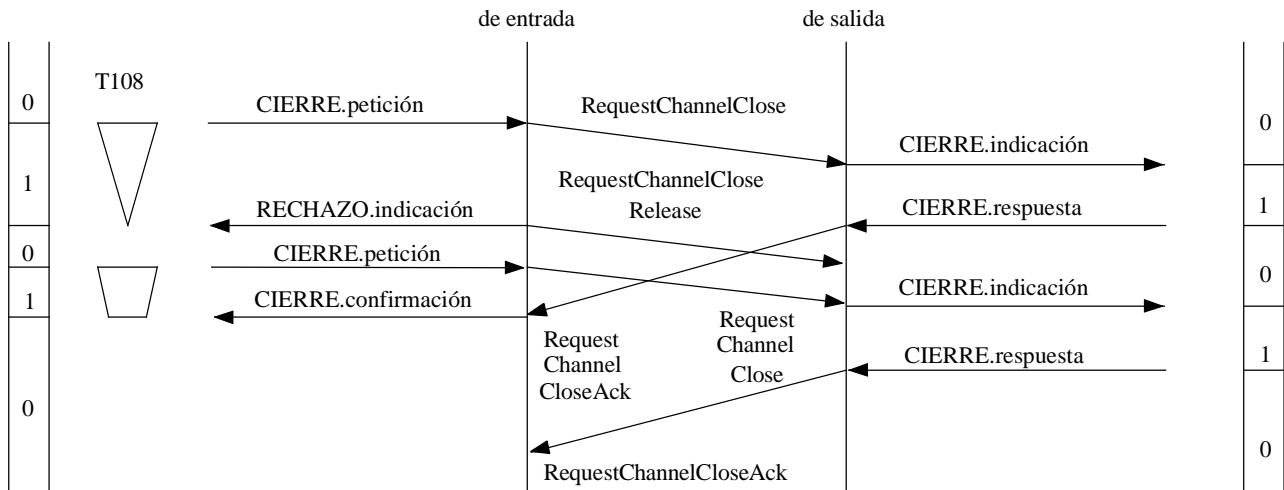 de entrada
de salida
T108
0
CIERRE.petición
RequestChannelClose
0
CIERRE.indicación
1
RequestChannelClose
Release
RECHAZO.indicación
CIERRE.respuesta
1
0
CIERRE.petición
0
CIERRE.indicación
1
CIERRE.confirmación
Request
Channel
CloseAck
Request
Channel
Close
CIERRE.respuesta
1
0
RequestChannelCloseAck
0